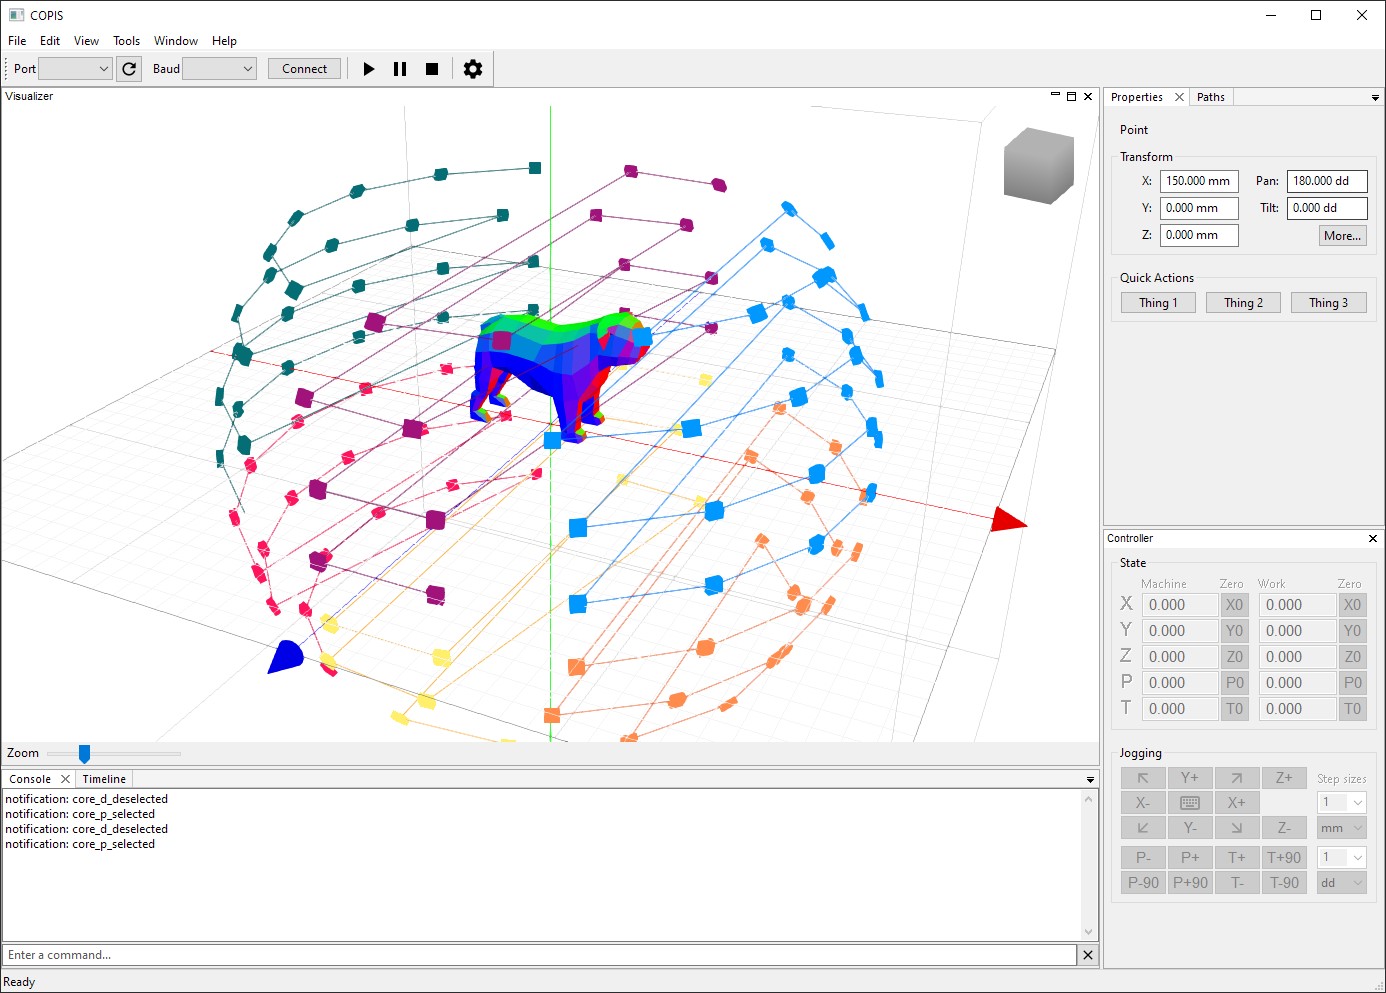 COPIS
File Edit View Tools Window Help
Port Baud Connect
Visualizer
Properties Paths
Point
Transform
X: 150.000 mm Pan: 180.000 dd
Y: 0.000 mm Tilt: 0.000 dd
Z: 0.000 mm More...
Quick Actions
Thing 1 Thing 2 Thing 3
Controller
State
Machine Zero Work Zero
X 0.000 X0 0.000 X0
Y 0.000 Y0 0.000 Y0
Z 0.000 Z0 0.000 Z0
P 0.000 P0 0.000 P0
T 0.000 T0 0.000 T0
Jogging
Y+ Z+ Step sizes
X- X+ 1
Y- Z- mm
P- P+ T+ T+90 1
P-90 P+90 T- T-90 dd
Zoom
Console Timeline
notification: core_d_deselected
notification: core_p_selected
notification: core_d_deselected
notification: core_p_selected
Enter a command...
Ready